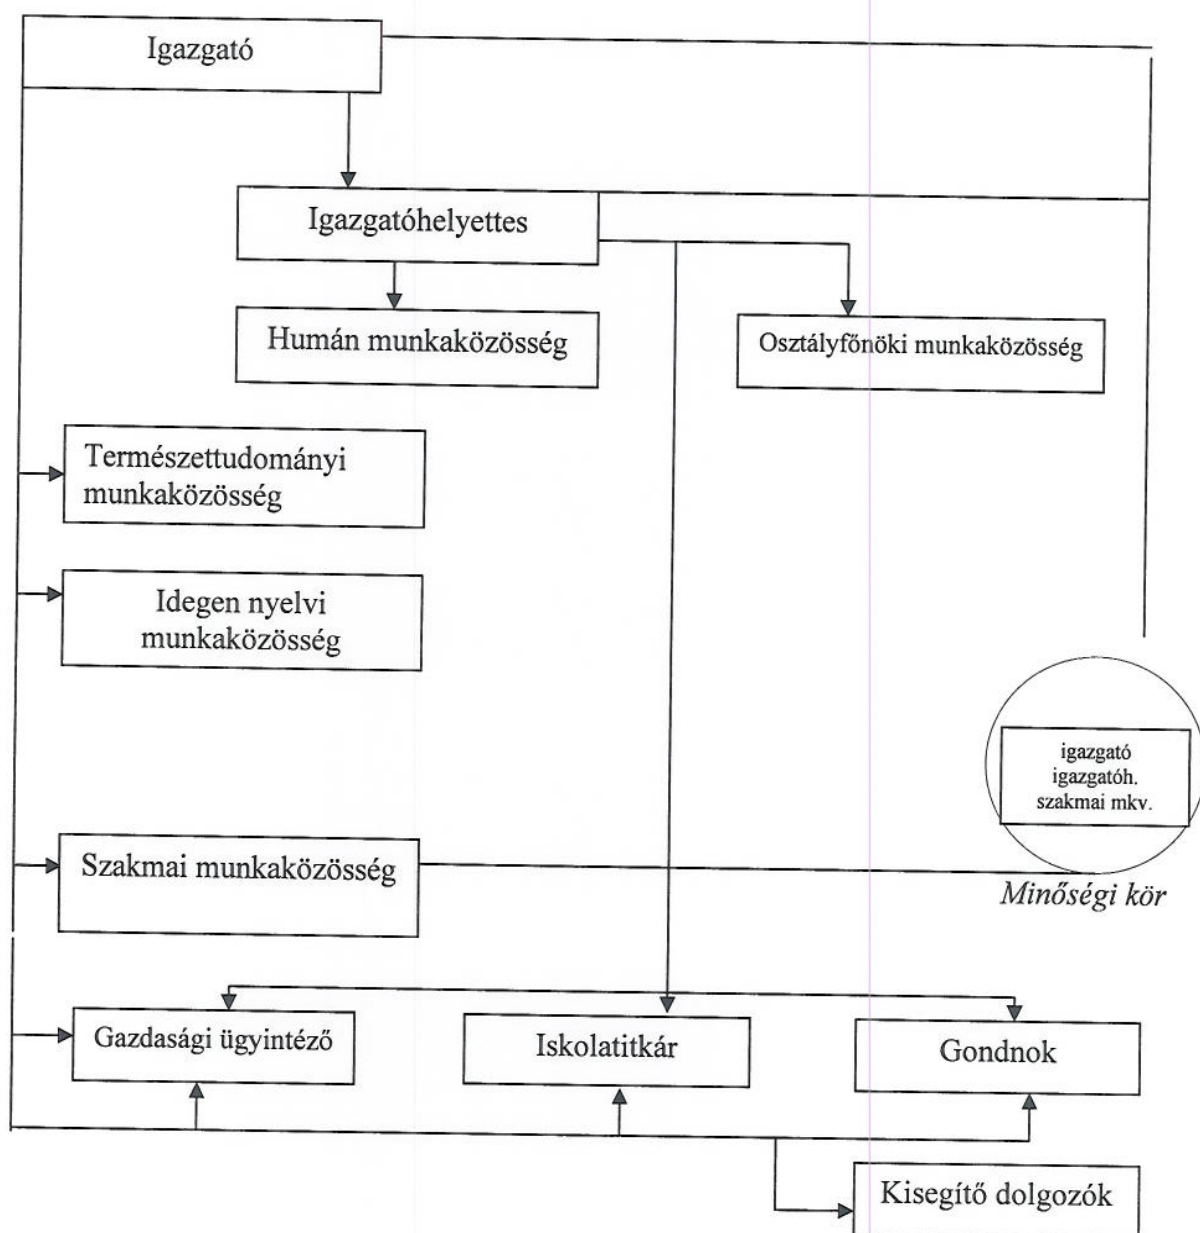 Igazgató
Igazgatóhelyettes
Humán munkaközösség
Osztályfőnöki munkaközösség
Természettudományi
munkaközösség
Idegen nyelvi
munkaközösség
igazgató
igazgatóh.
szakmai mkv.
Szakmai munkaközösség
Minőségi kör
Gazdasági ügyintéző
Iskolatitkár
Gondnok
Kisegítő dolgozók